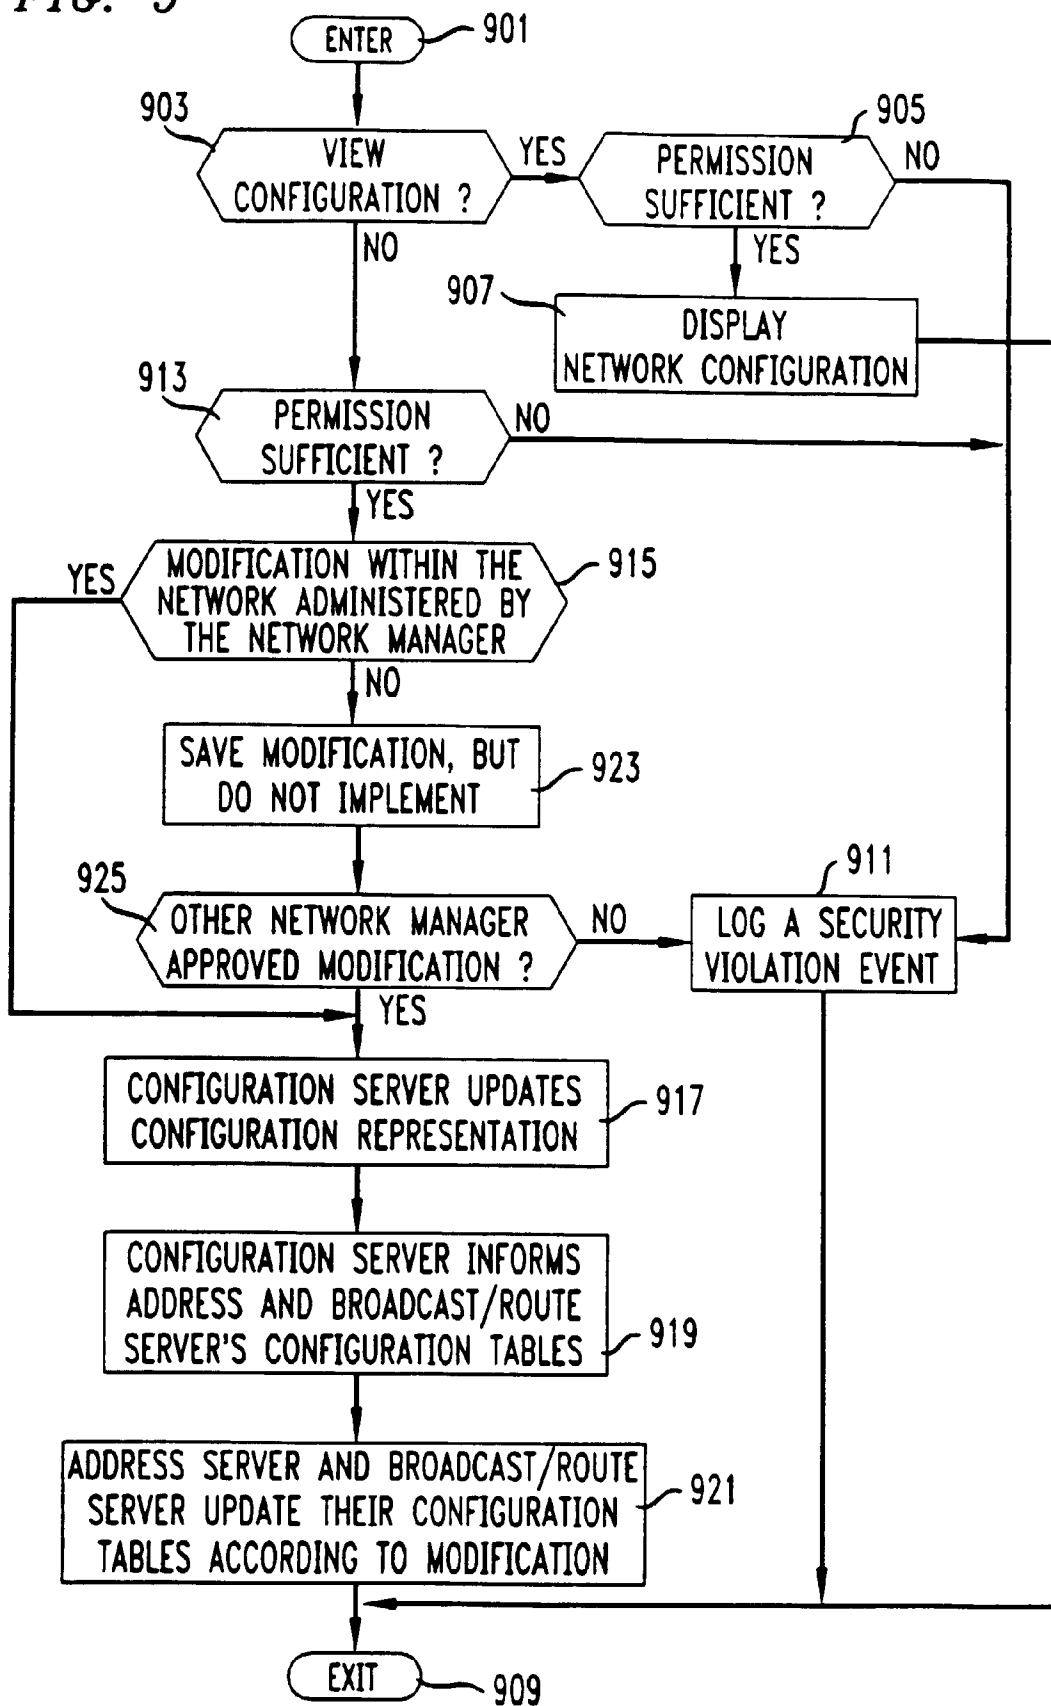 FIG. 9
ENTER
901
903
VIEW
CONFIGURATION ?
YES
NO
905
PERMISSION
SUFFICIENT ?
NO
YES
907
DISPLAY
NETWORK CONFIGURATION
913
PERMISSION
SUFFICIENT ?
NO
YES
MODIFICATION WITHIN THE
NETWORK ADMINISTERED BY
THE NETWORK MANAGER
915
YES
NO
SAVE MODIFICATION, BUT
DO NOT IMPLEMENT
923
925
OTHER NETWORK MANAGER
APPROVED MODIFICATION ?
NO
YES
911
LOG A SECURITY
VIOLATION EVENT
CONFIGURATION SERVER UPDATES
CONFIGURATION REPRESENTATION
917
CONFIGURATION SERVER INFORMS
ADDRESS AND BROADCAST/ROUTE
SERVER'S CONFIGURATION TABLES
919
ADDRESS SERVER AND BROADCAST/ROUTE
SERVER UPDATE THEIR CONFIGURATION
TABLES ACCORDING TO MODIFICATION
921
EXIT
909